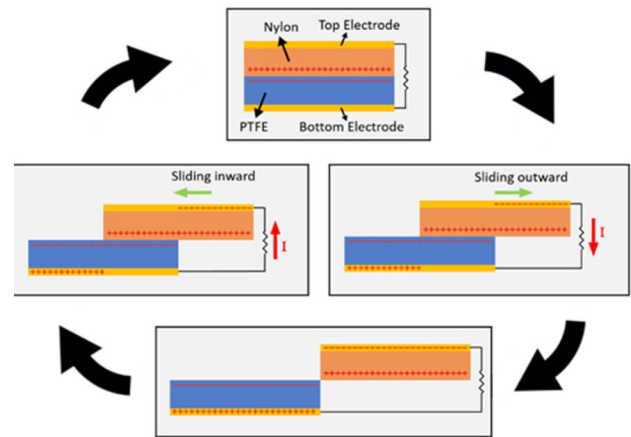 Nylon
Top Electrode
PTFE
Bottom Electrode
Sliding inward
I
Sliding outward
I